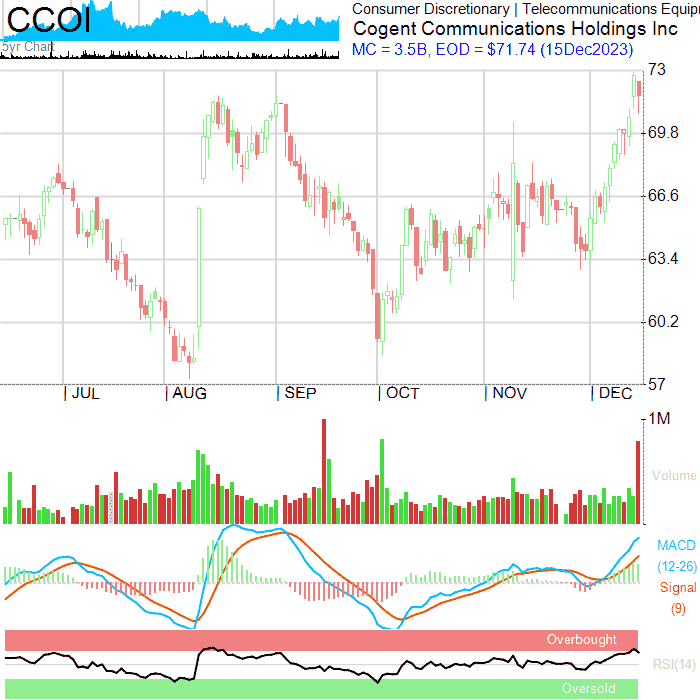 CCOI
5yr Chart
Consumer Discretionary | Telecommunications Equip
Cogent Communications Holdings Inc
MC = 3.5B, EOD = $71.74 (15Dec2023)
73
69.8
66.6
63.4
60.2
57
| JUL | AUG | SEP | OCT | NOV | DEC
1M
Volume
MACD
(12-26)
Signal
(9)
Overbought
RSI(14)
Oversold